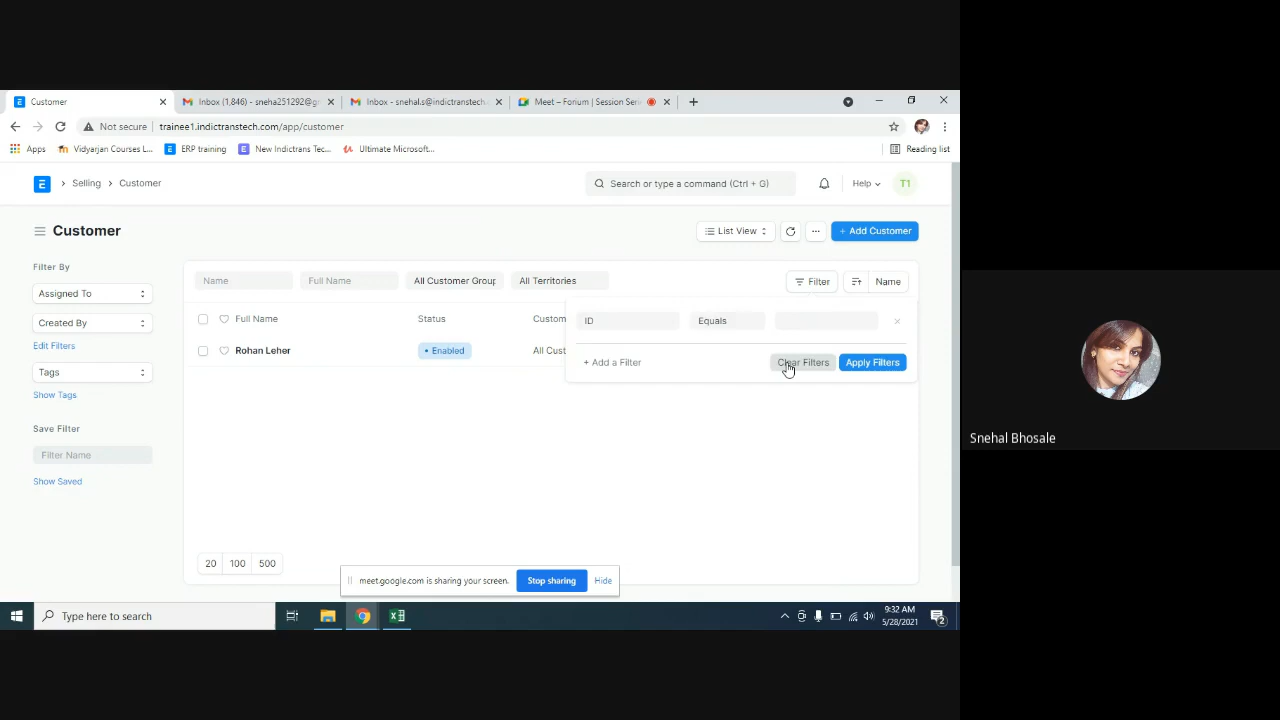 Customer
Inbox (1,846) - sneha251292@gr
Inbox - snehal.s@indictranstech.
Meet – Forium | Session Seri
Not secure
trainee1.indictranstech.com/app/customer
Apps
Vidyarjan Courses L...
ERP training
New Indictrans Tec...
Ultimate Microsoft...
Reading list
Selling
Customer
Search or type a command (Ctrl + G)
Help
T1
Customer
List View
+ Add Customer
Filter By
Assigned To
Created By
Edit Filters
Tags
Show Tags
Save Filter
Filter Name
Show Saved
Name
Full Name
All Customer Group
All Territories
Filter
Name
Full Name
Status
Custom
Rohan Leher
Enabled
All Cust
ID
Equals
+ Add a Filter
Clear Filters
Apply Filters
20
100
500
meet.google.com is sharing your screen.
Stop sharing
Hide
Type here to search
9:32 AM
5/28/2021
2
Snehal Bhosale